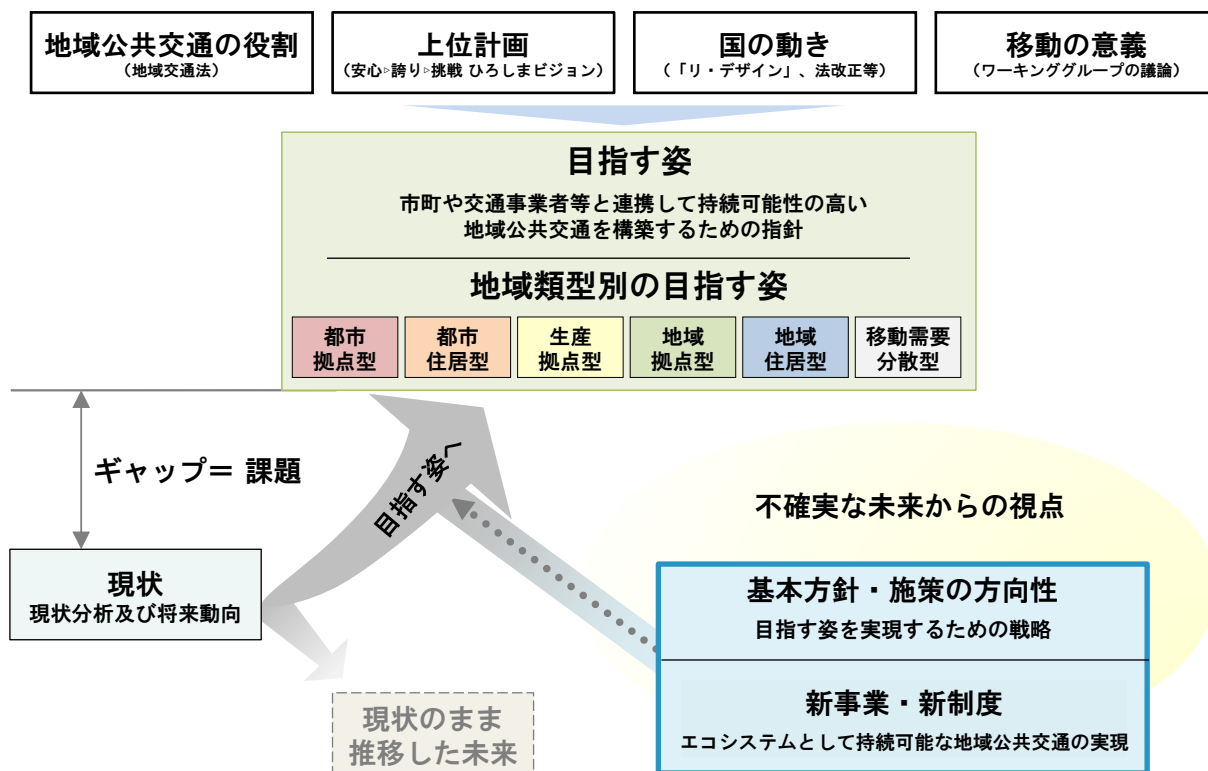 地域公共交通の役割
（地域交通法）
上位計画
（安心▷誇り▷挑戦 ひろしまビジョン）
国の動き
（「リ・デザイン」、法改正等）
移動の意義
（ワーキンググループの議論）
目指す姿
市町や交通事業者等と連携して持続可能性の高い
地域公共交通を構築するための指針
地域類型別の目指す姿
都市
拠点型
都市
住居型
生産
拠点型
地域
拠点型
地域
住居型
移動需要
分散型
ギャップ＝ 課題
目指す姿へ
不確実な未来からの視点
現状
現状分析及び将来動向
基本方針・施策の方向性
目指す姿を実現するための戦略
新事業・新制度
エコシステムとして持続可能な地域公共交通の実現
現状のまま
推移した未来